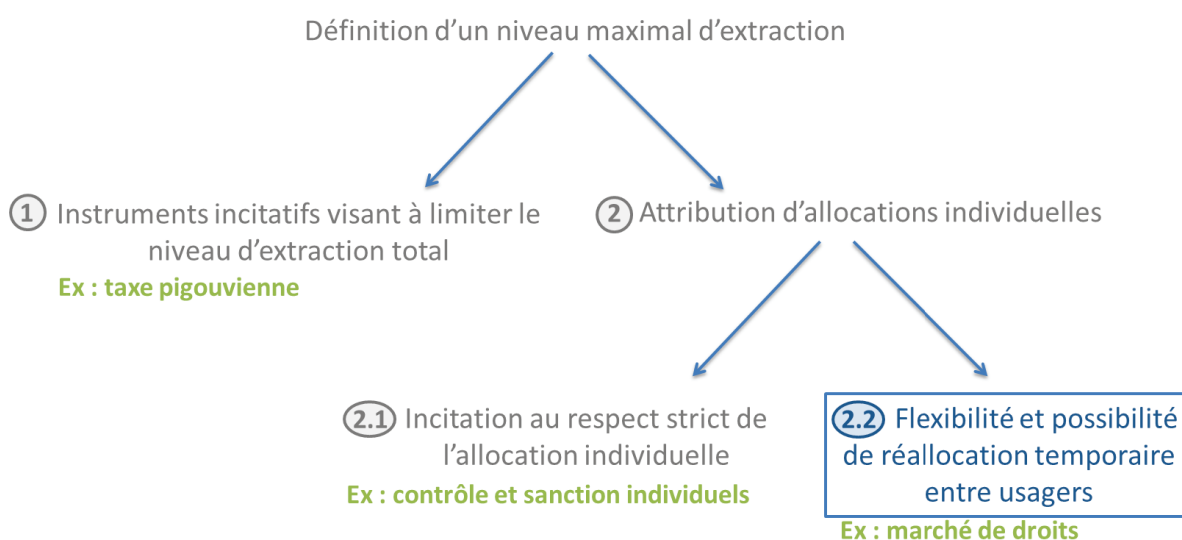 Définition d’un niveau maximal d’extraction
1 Instruments incitatifs visant à limiter le
niveau d’extraction total
Ex : taxe pigouvienne
2 Attribution d’allocations individuelles
2.1 Incitation au respect strict de
l’allocation individuelle
Ex : contrôle et sanction individuels
2.2 Flexibilité et possibilité
de réallocation temporaire
entre usagers
Ex : marché de droits